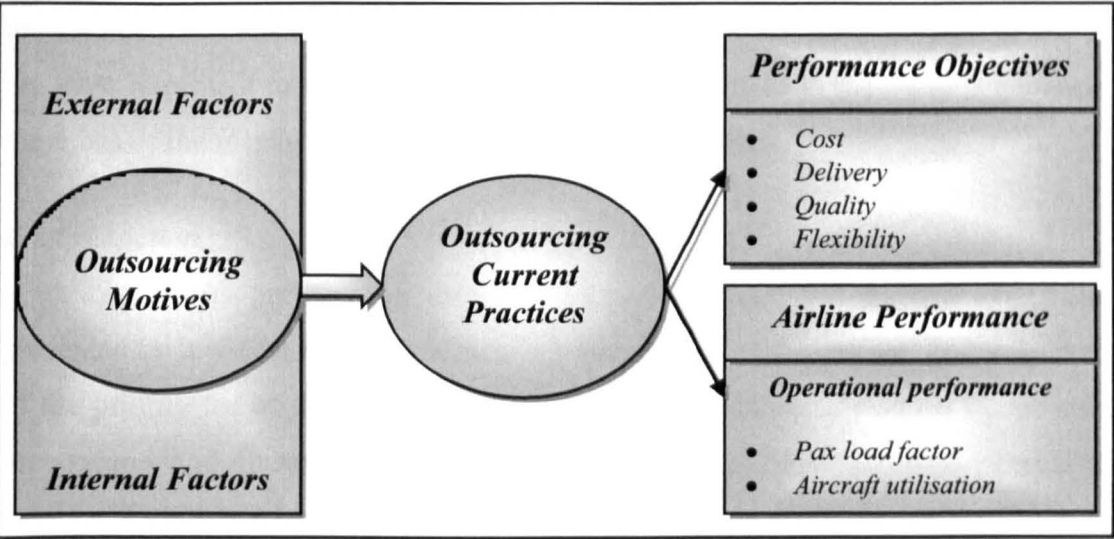 External Factors
Outsourcing
Motives
Internal Factors
Outsourcing
Current
Practices
Performance Objectives
• Cost
• Delivery
• Quality
• Flexibility
Airline Performance
Operational performance
• Pax load factor
• Aircraft utilisation